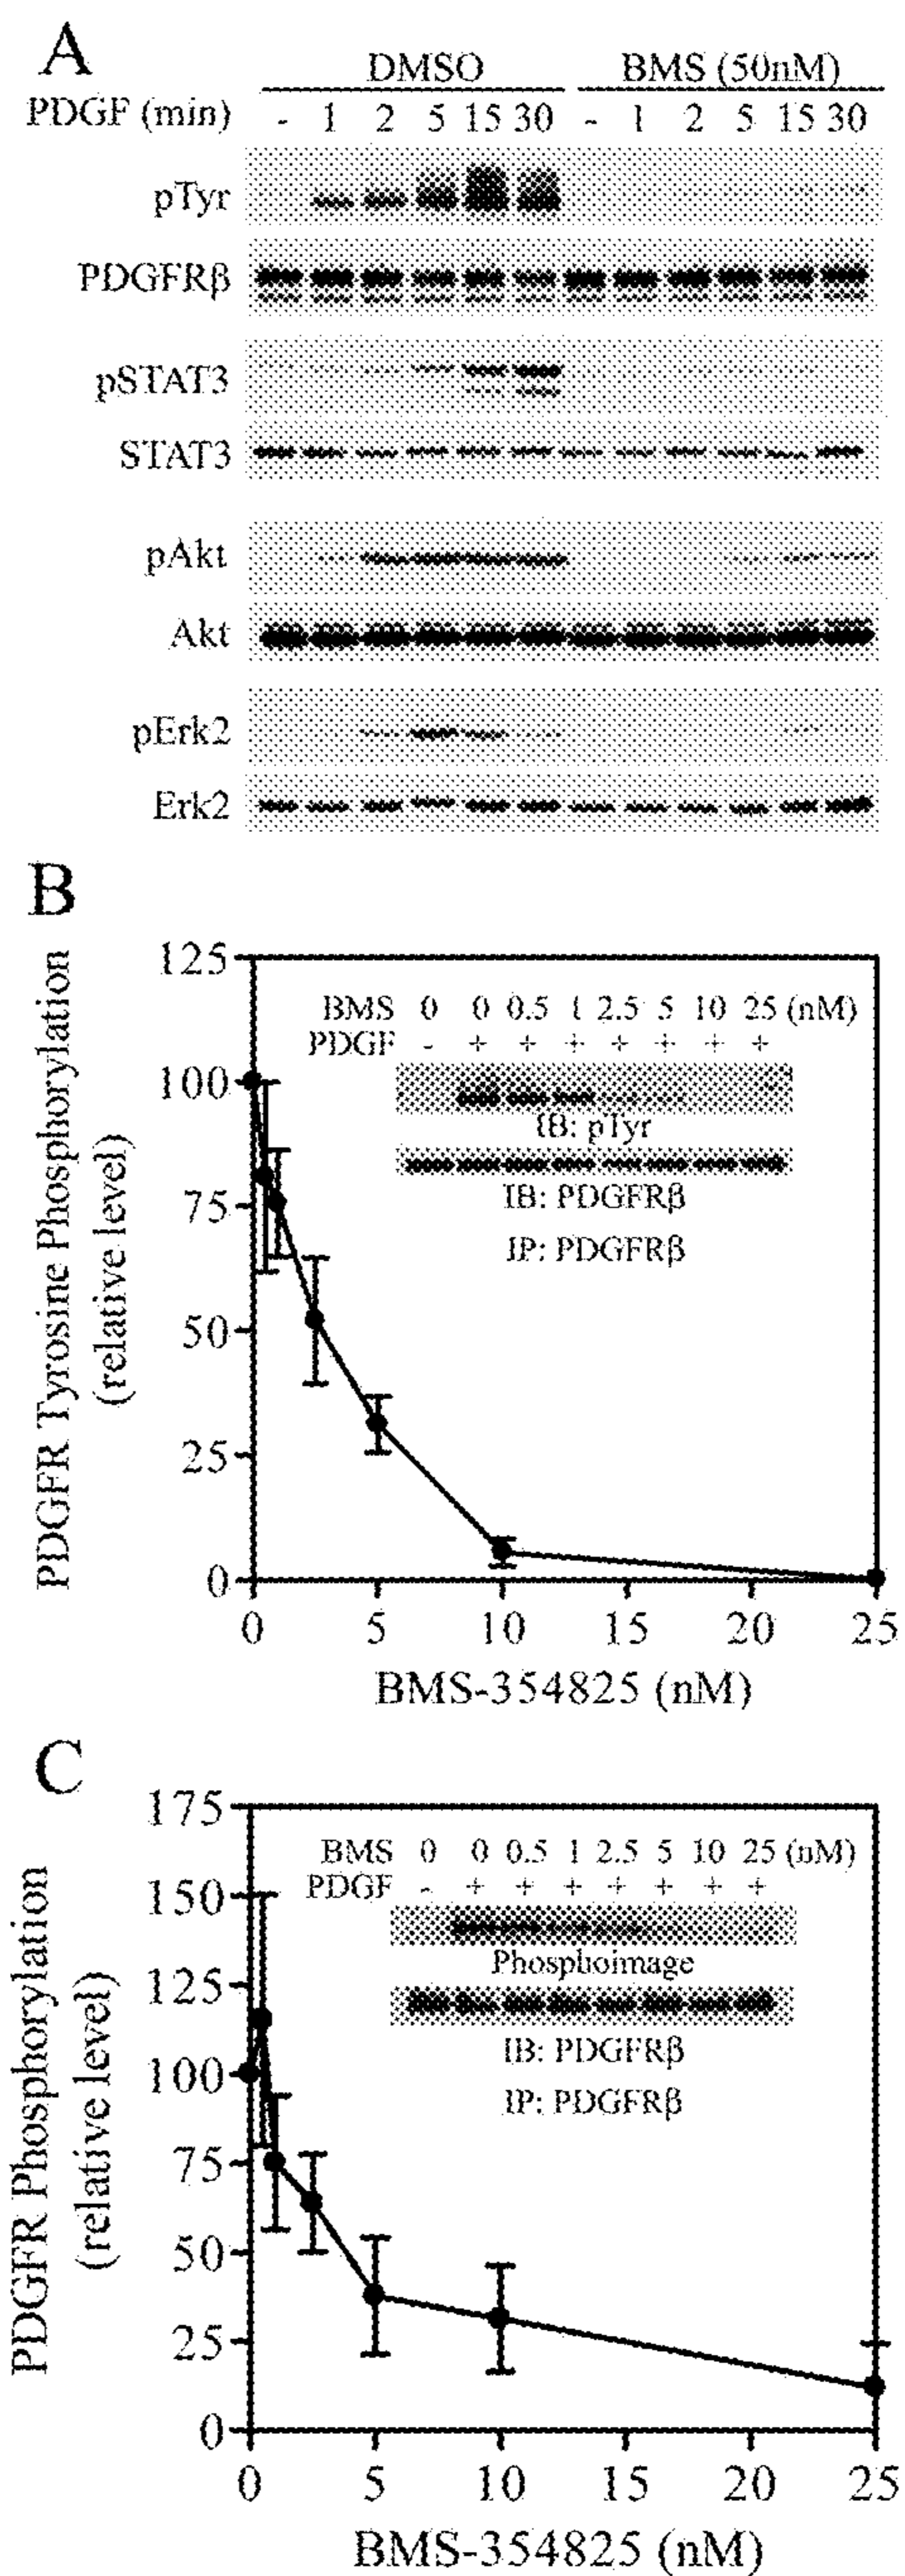 A
DMSO BMS (50nM)
PDGF (min) - 1 2 5 15 30 - 1 2 5 15 30
pTyr
PDGFRβ
pSTAT3
STAT3
pAkt
Akt
pErk2
Erk2
B
PDGFR Tyrosine Phosphorylation
(relative level)
125
100
75
50
25
0
BMS 0 0 0.5 1 2.5 5 10 25 (nM)
PDGF - + + + + + + +
IB: pTyr
IB: PDGFRβ
IP: PDGFRβ
0 5 10 15 20 25
BMS-354825 (nM)
C
PDGFR Phosphorylation
(relative level)
175
150
125
100
75
50
25
0
BMS 0 0 0.5 1 2.5 5 10 25 (nM)
PDGF - + + + + + + +
Phosphoimage
IB: PDGFRβ
IP: PDGFRβ
0 5 10 15 20 25
BMS-354825 (nM)